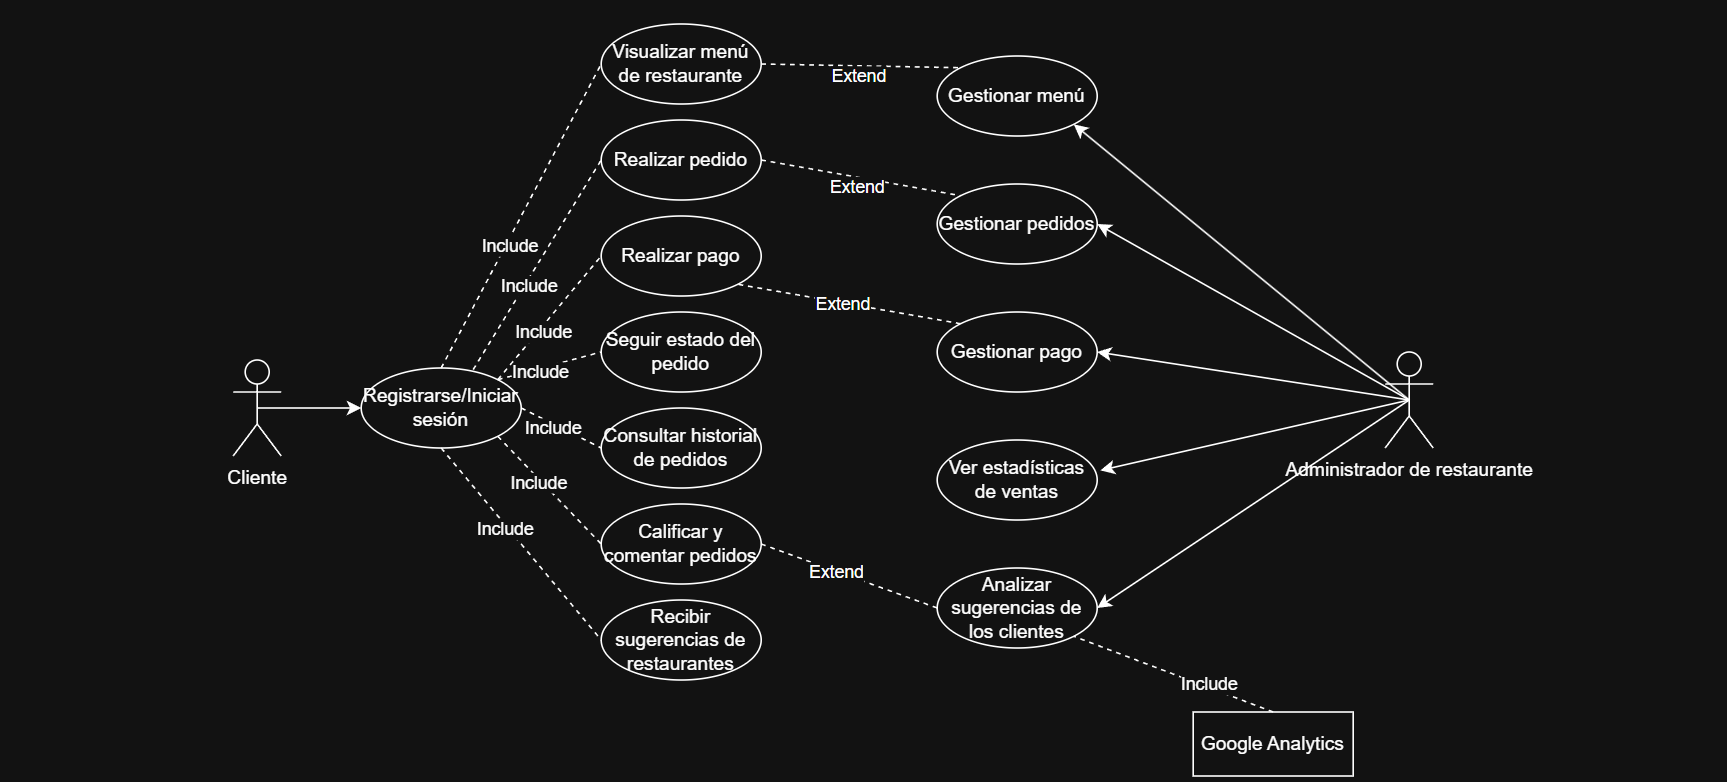 Visualizar menú
de restaurante
Extend
Gestionar menú
Realizar pedido
Extend
Gestionar pedidos
Include
Realizar pago
Include
Extend
Include
Seguir estado del
pedido
Gestionar pago
Include
Registrarse/Iniciar
sesión
Include
Consultar historial
de pedidos
Cliente
Administrador de restaurante
Ver estadísticas
de ventas
Include
Include
Calificar y
comentar pedidos
Extend
Analizar
sugerencias de
los clientes
Recibir
sugerencias de
restaurantes
Include
Google Analytics